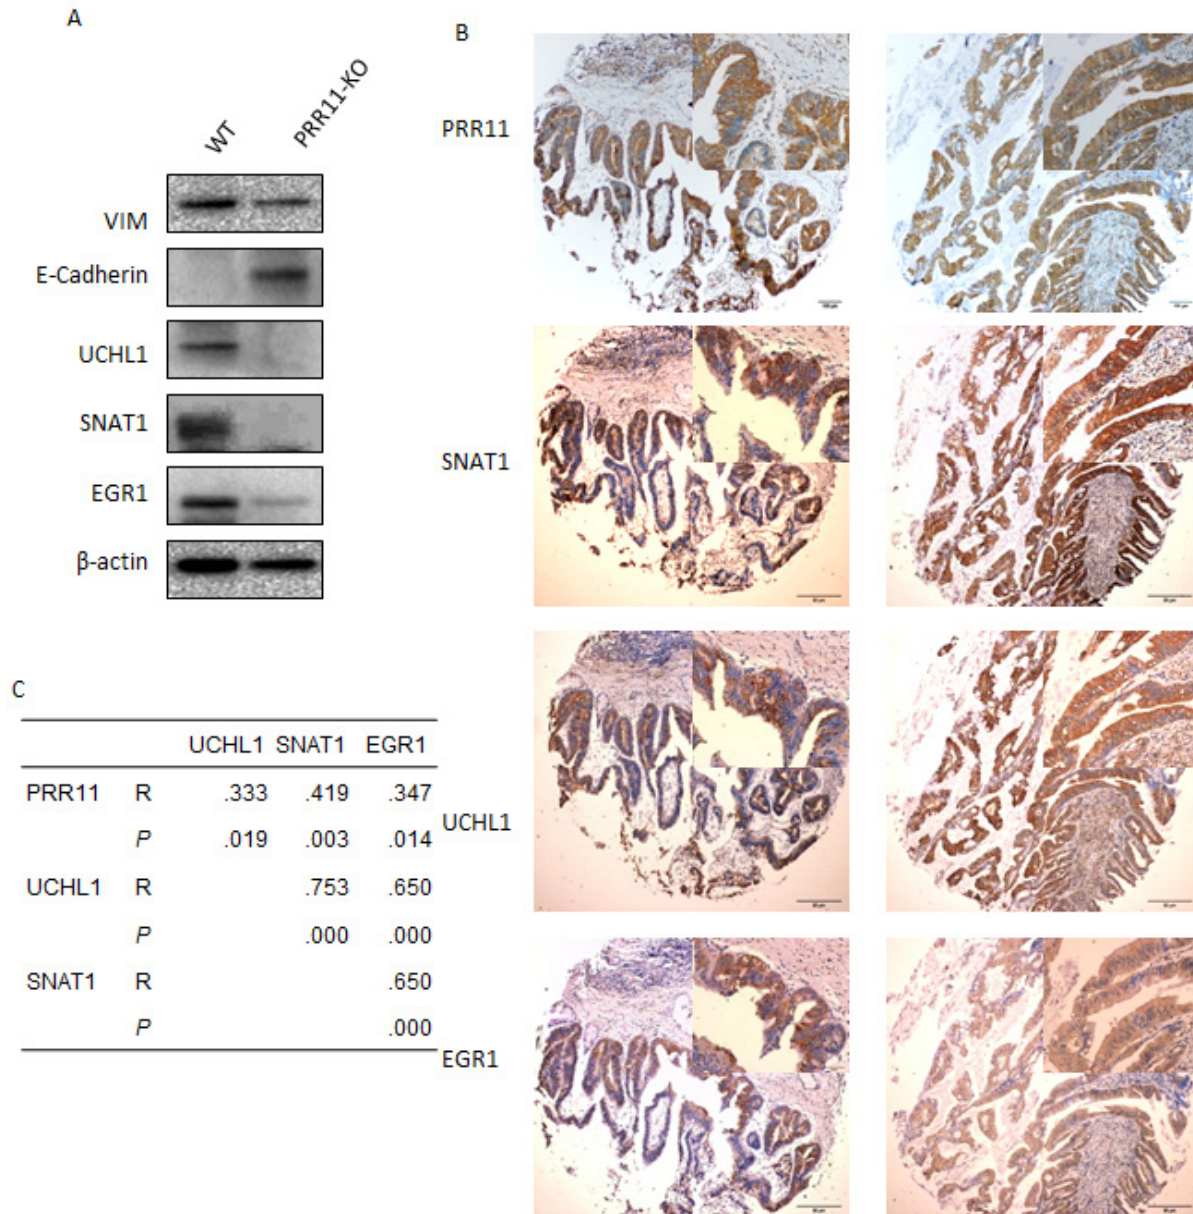 A
WT PRR11-KO
VIM
E-Cadherin
UCHL1
SNAT1
EGR1
β-actin
B
PRR11
SNAT1
UCHL1
EGR1
C
UCHL1 SNAT1 EGR1
PRR11 R .333 .419 .347
P .019 .003 .014
UCHL1 R .753 .650
P .000 .000
SNAT1 R .650
P .000